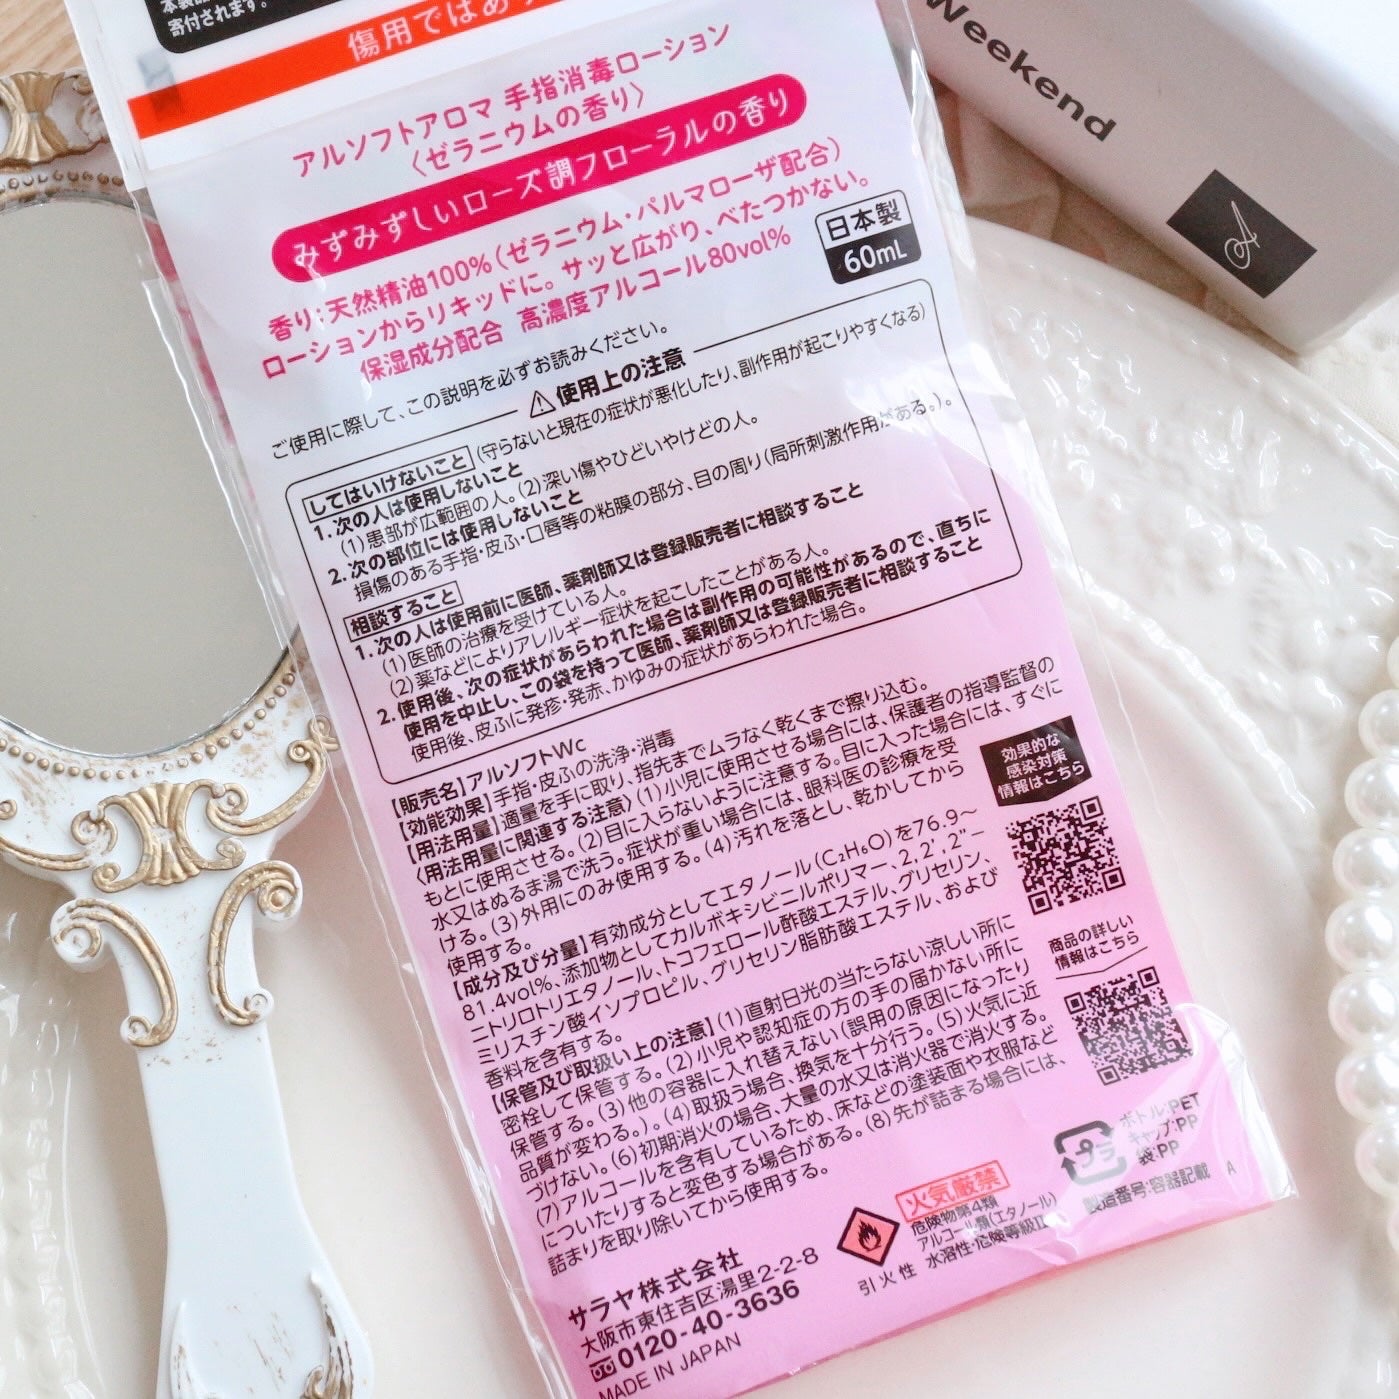 寄付されます。
傷用ではあり
Weekend
A
アルソフトアロマ 手指消毒ローション
〈ゼラニウムの香り〉
みずみずしいローズ調フローラルの香り
香り:天然精油100%(ゼラニウム・パルマローザ配合)
ローションからリキッドに。サッと広がり、べたつかない。
保湿成分配合 高濃度アルコール80vol%
日本製
60mL
ご使用に際して、この説明を必ずお読みください。
⚠使用上の注意
してはいけないこと (守らないと現在の症状が悪化したり、副作用が起こりやすくなる)
1. 次の人は使用しないこと
(1)患部が広範囲の人。(2)深い傷やひどいやけどの人。
2. 次の部位には使用しないこと
損傷のある手指・皮ふ・口唇等の粘膜の部分、目の周り(局所刺激作用がある。)。
相談すること
1. 次の人は使用前に医師、薬剤師又は登録販売者に相談すること
(1)医師の治療を受けている人。
(2)薬などによりアレルギー症状を起こしたことがある人。
2. 使用後、次の症状があらわれた場合は副作用の可能性があるので、直ちに
使用を中止し、この袋を持って医師、薬剤師又は登録販売者に相談すること
使用後、皮ふに発疹・発赤、かゆみの症状があらわれた場合。
【販売名】アルソフトWc
【効能効果】手指・皮ふの洗浄・消毒
【用法用量】適量を手に取り、指先までムラなく乾くまで擦り込む。
〈用法用量に関連する注意〉(1)小児に使用させる場合には、保護者の指導監督の
もとに使用させる。(2)目に入らないように注意する。目に入った場合には、すぐに
水又はぬるま湯で洗う。症状が重い場合には、眼科医の診療を受
ける。(3)外用にのみ使用する。(4)汚れを落とし、乾かしてから
使用する。
【成分及び分量】有効成分としてエタノール(C₂H₆O)を76.9〜
81.4vol%、添加物としてカルボキシビニルポリマー、2,2',2''−
ニトリロトリエタノール、トコフェロール酢酸エステル、グリセリン、
ミリスチン酸イソプロピル、グリセリン脂肪酸エステル、および
香料を含有する。
【保管及び取扱い上の注意】(1)直射日光の当たらない涼しい所に
密栓して保管する。(2)小児や認知症の方の手の届かない所に
保管する。(3)他の容器に入れ替えない(誤用の原因になったり
品質が変わる。)。(4)取扱う場合、換気を十分行う。(5)火気に近
づけない。(6)初期消火の場合、大量の水又は消火器で消火する。
(7)アルコールを含有しているため、床などの塗装面や衣服など
についたりすると変色する場合がある。(8)先が詰まる場合には、
詰まりを取り除いてから使用する。
効果的な
感染対策
情報はこちら
商品の詳しい
情報はこちら
プラ
ボトル:PET
キャップ:PP
袋:PP
製造番号:容器記載 A
火気厳禁
危険物第4類
アルコール類(エタノール)
水溶性・危険等級II
引火性
サラヤ株式会社
大阪市東住吉区湯里2-2-8
0120-40-3636
MADE IN JAPAN